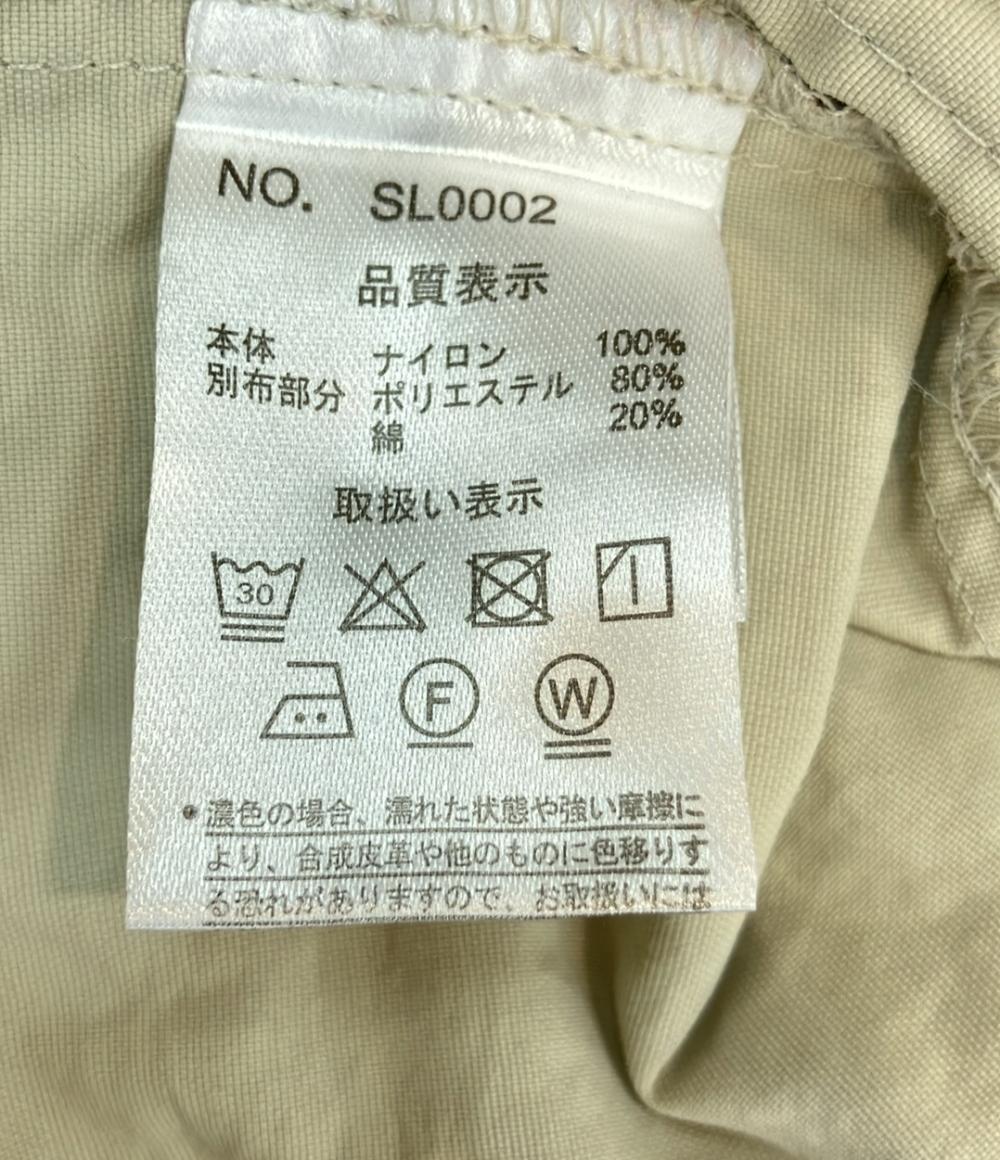 NO. SL0002
品質表示
本体 ナイロン 100%
別布部分 ポリエステル 80%
綿 20%
取扱い表示
30
F W
•濃色の場合、濡れた状態や強い摩擦に
より、合成皮革や他のものに色移りす
る恐れがありますので、お取扱いには